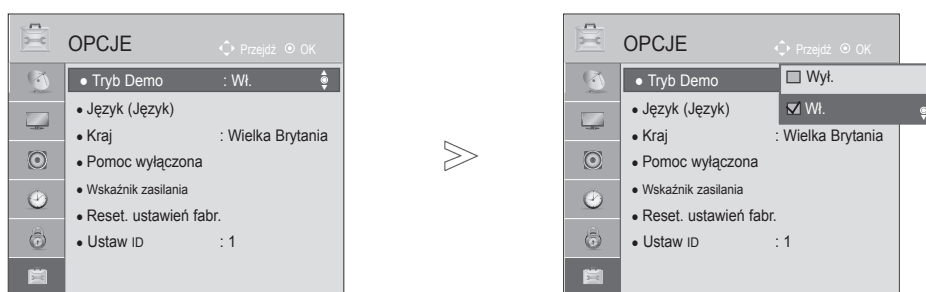 OPCJE
Przejdź OK
● Tryb Demo : Wł.
● Język (Język)
● Kraj : Wielka Brytania
● Pomoc wyłączona
● Wskaźnik zasilania
● Reset. ustawień fabr.
● Ustaw ID : 1
OPCJE
Przejdź OK
● Tryb Demo
Wył.
Wł.
● Język (Język)
● Kraj : Wielka Brytania
● Pomoc wyłączona
● Wskaźnik zasilania
● Reset. ustawień fabr.
● Ustaw ID : 1